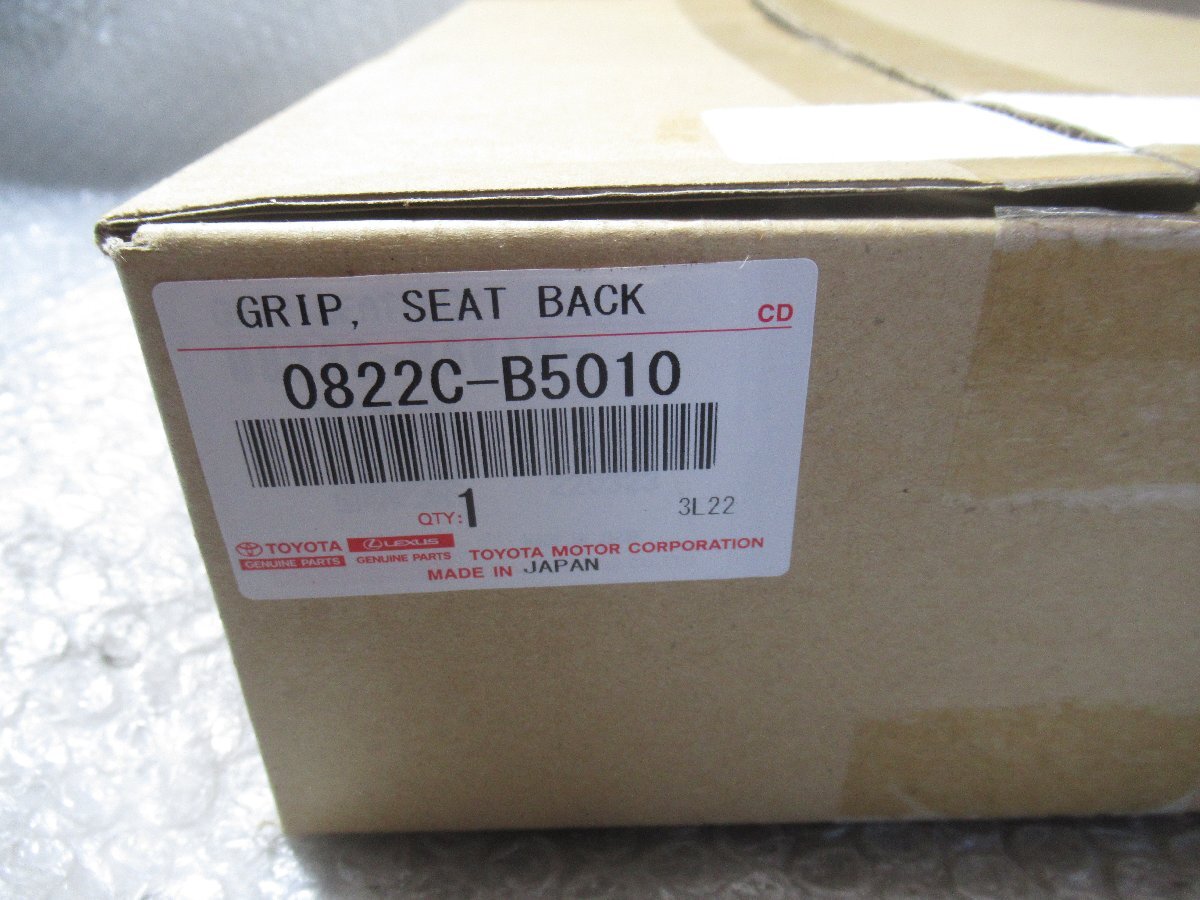 GRIP, SEAT BACK
CD
0822C-B5010
QTY: 1
3L22
TOYOTA
GENUINE PARTS
LEXUS
GENUINE PARTS
TOYOTA MOTOR CORPORATION
MADE IN JAPAN